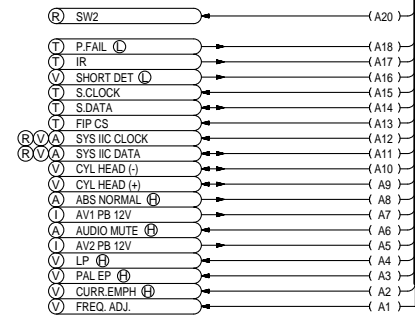 R SW2 A20
T P.FAIL L A18
T IR A17
V SHORT DET L A16
T S.CLOCK A15
T S.DATA A14
T FIP CS A13
R V A SYS IIC CLOCK A12
R V A SYS IIC DATA A11
V CYL HEAD (-) A10
V CYL HEAD (+) A9
A ABS NORMAL H A8
I AV1 PB 12V A7
A AUDIO MUTE H A6
I AV2 PB 12V A5
V LP H A4
V PAL EP H A3
V CURR.EMPH H A2
V FREQ. ADJ. A1